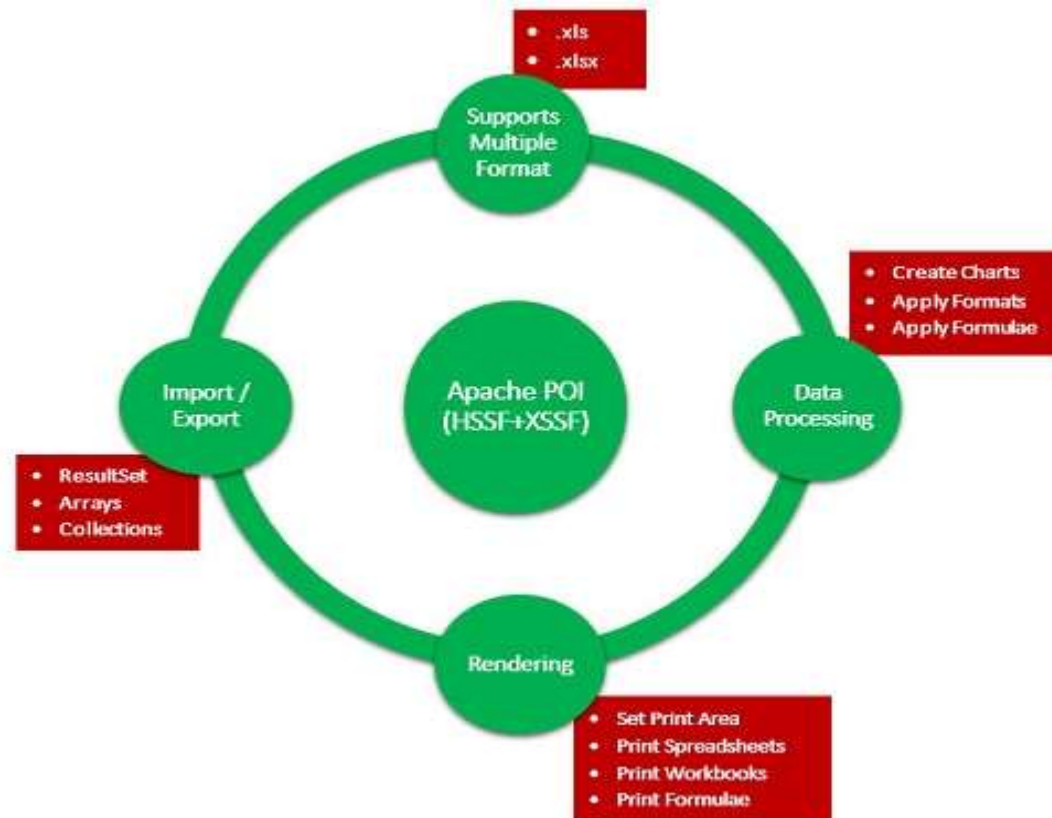 • .xls
• .xlsx
Supports
Multiple
Format
• Create Charts
• Apply Formats
• Apply Formulae
Import /
Export
Apache POI
(HSSF+XSSF)
Data
Processing
• ResultSet
• Arrays
• Collections
Rendering
• Set Print Area
• Print Spreadsheets
• Print Workbooks
• Print Formulae